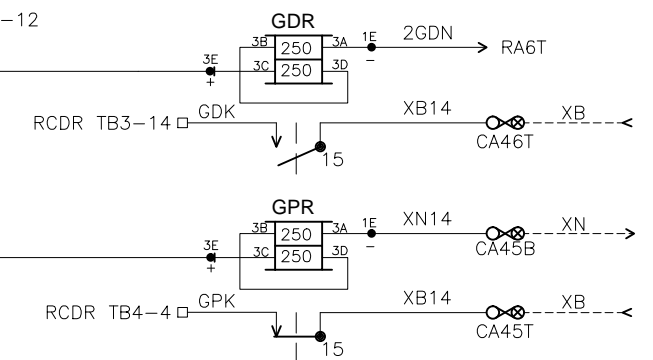 -12
GDR
3B 250 3A 1E 2GDN RA6T
3E 3C 250 3D -
+
RCDR TB3-14 GDK XB14 XB
CA46T
15
GPR
3B 250 3A 1E XN14 XN
3E 3C 250 3D - CA45B
+
RCDR TB4-4 GPK XB14 XB
CA45T
15